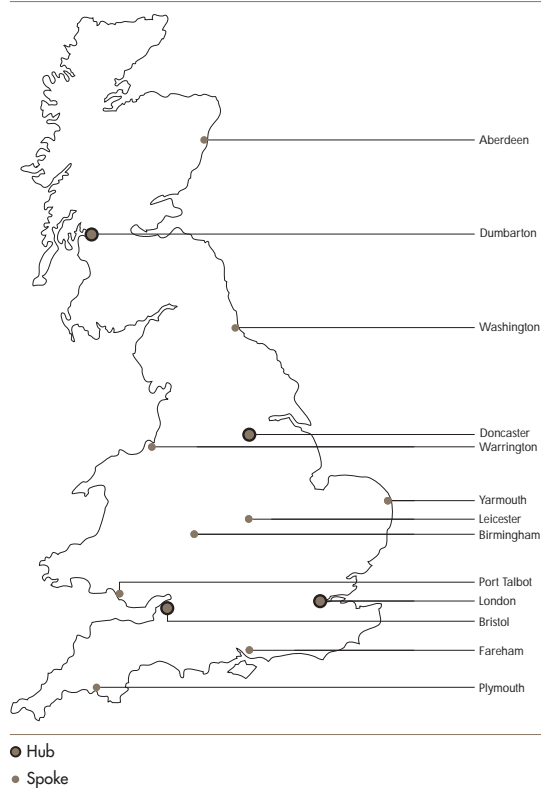 Aberdeen
Dumbarton
Washington
Doncaster
Warrington
Yarmouth
Leicester
Birmingham
Port Talbot
London
Bristol
Fareham
Plymouth
Hub
Spoke